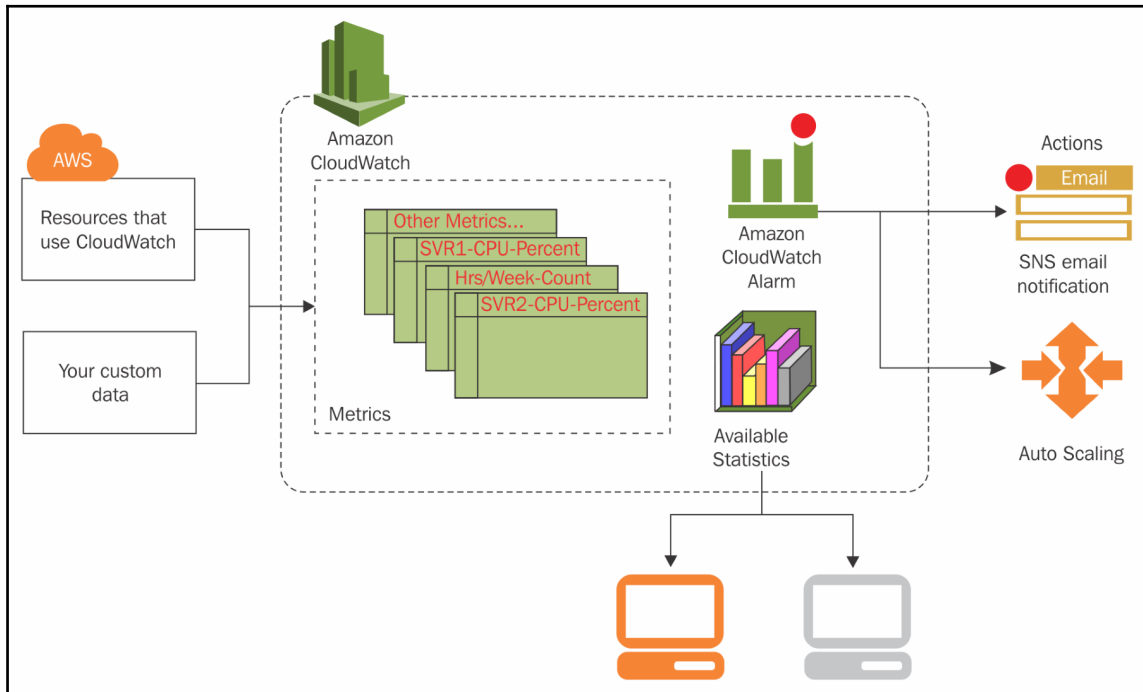 Amazon
CloudWatch
AWS
Resources that
use CloudWatch
Your custom
data
Other Metrics...
SVR1-CPU-Percent
Hrs/Week-Count
SVR2-CPU-Percent
Metrics
Amazon
CloudWatch
Alarm
Available
Statistics
Actions
Email
SNS email
notification
Auto Scaling